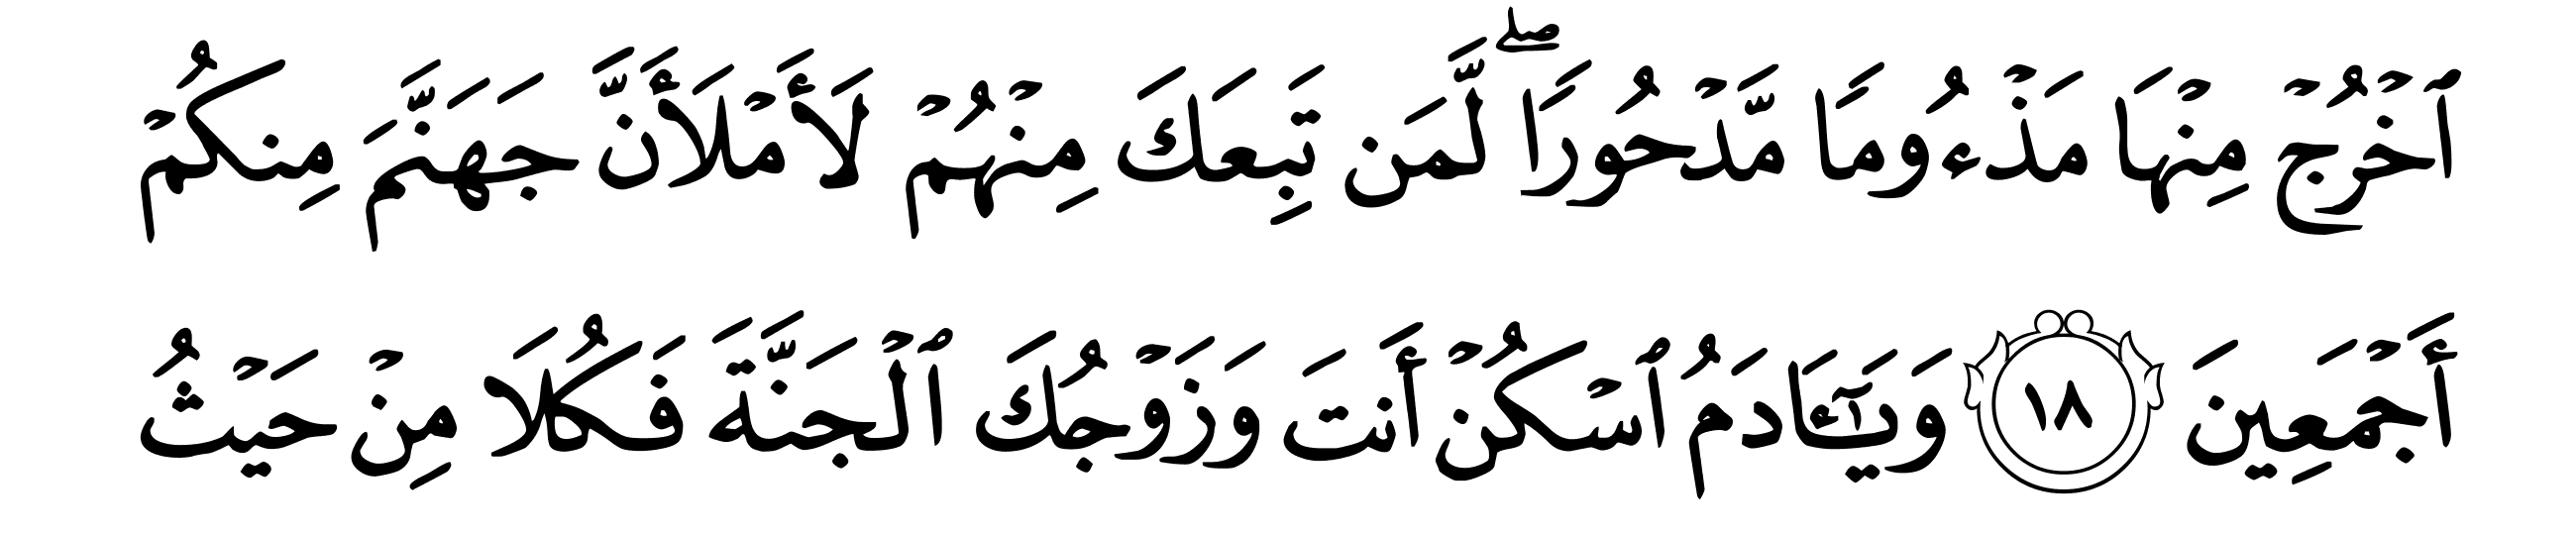 ٱخۡرُجۡ مِنۡهَا مَذۡءُومٗا مَّدۡحُورٗاۖ لَّمَن تَبِعَكَ مِنۡهُمۡ لَأَمۡلَأَنَّ جَهَنَّمَ مِنكُمۡ
أَجۡمَعِينَ ١٨ وَيَٰٓـَٔادَمُ ٱسۡكُنۡ أَنتَ وَزَوۡجُكَ ٱلۡجَنَّةَ فَكُلَا مِنۡ حَيۡثُ